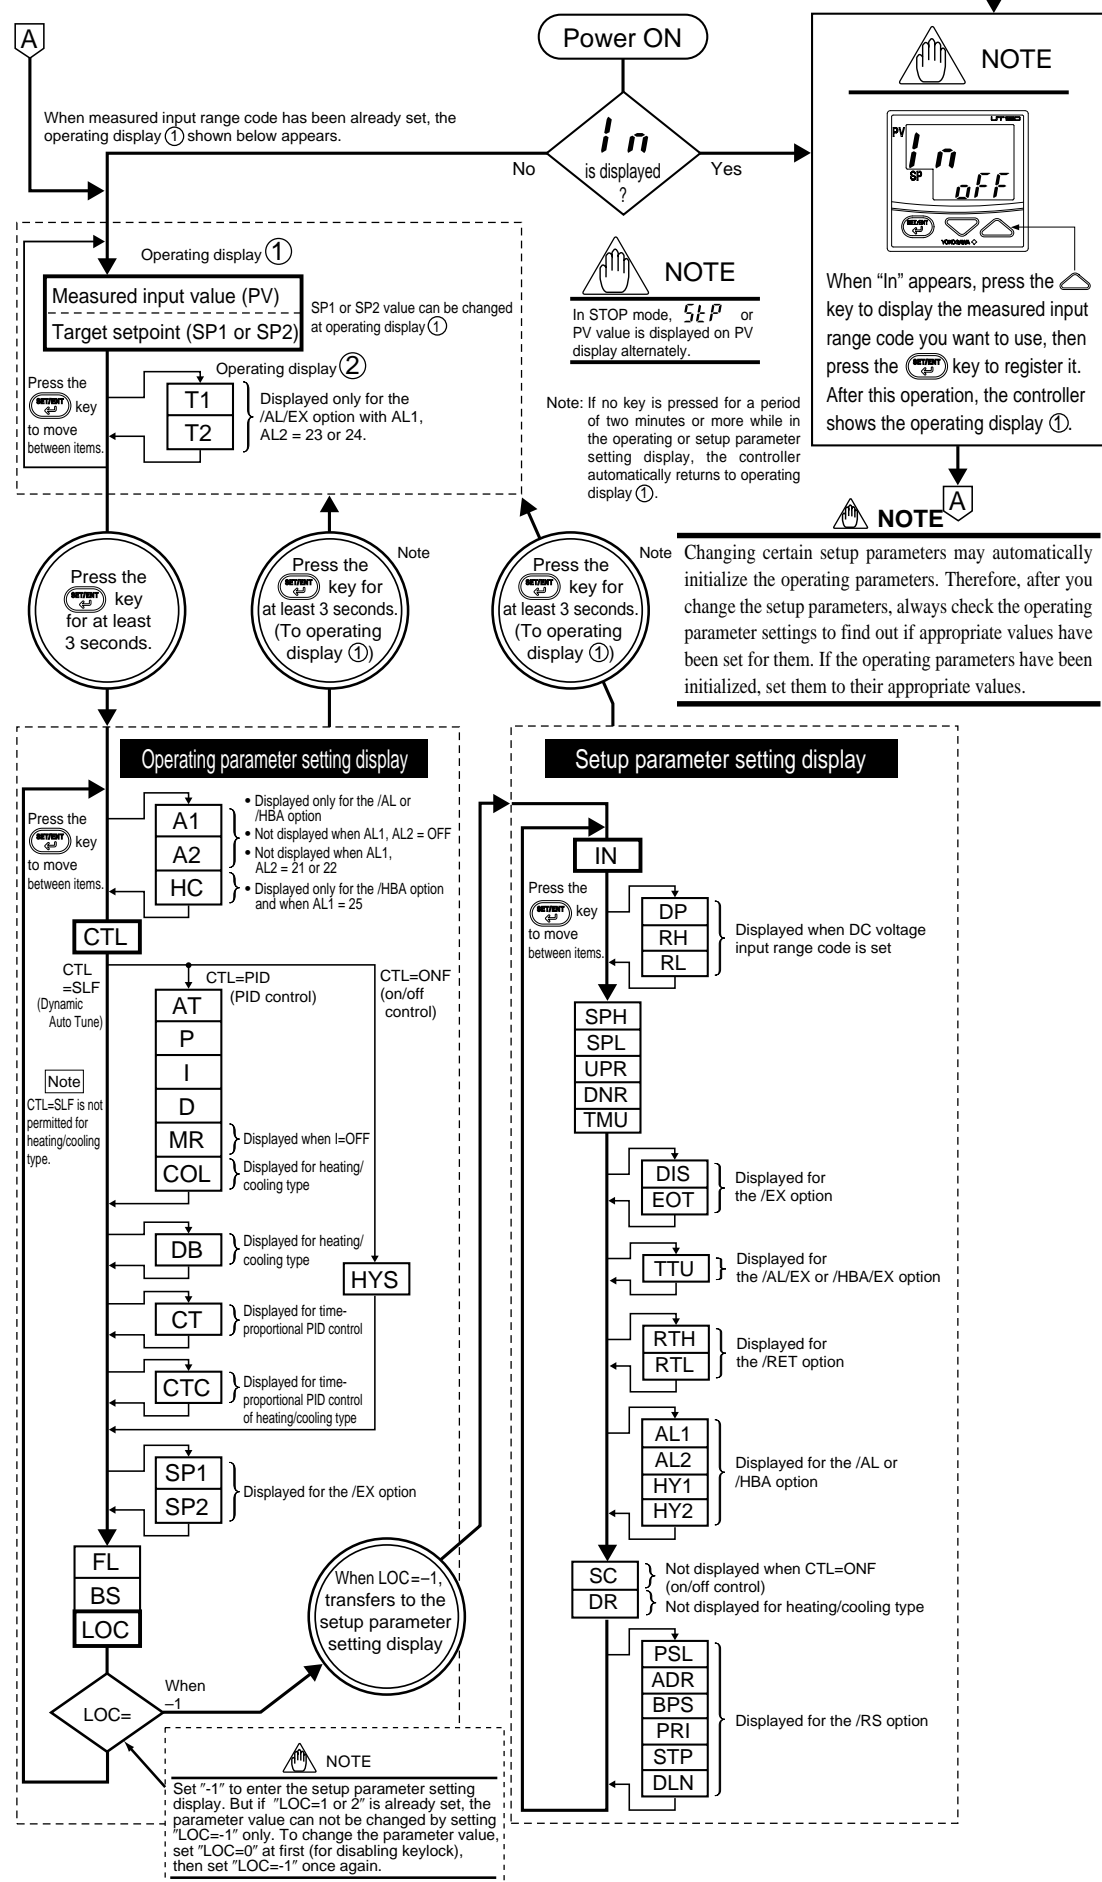 A
Power ON
When measured input range code has been already set, the
operating display ① shown below appears.
In
is displayed
?
No
Yes
NOTE
UT320
PV
In
SP
oFF
SET/ENT
YOKOGAWA
When “In” appears, press the
key to display the measured input
range code you want to use, then
press the SET/ENT key to register it.
After this operation, the controller
shows the operating display ①.
A
Operating display ①
Measured input value (PV)
Target setpoint (SP1 or SP2)
SP1 or SP2 value can be changed
at operating display ①
Press the
SET/ENT key
to move
between items.
Operating display ②
T1
T2
Displayed only for the
/AL/EX option with AL1,
AL2 = 23 or 24.
NOTE
In STOP mode, StP or
PV value is displayed on PV
display alternately.
Note: If no key is pressed for a period
of two minutes or more while in
the operating or setup parameter
setting display, the controller
automatically returns to operating
display ①.
NOTE
Changing certain setup parameters may automatically
initialize the operating parameters. Therefore, after you
change the setup parameters, always check the operating
parameter settings to find out if appropriate values have
been set for them. If the operating parameters have been
initialized, set them to their appropriate values.
Press the
SET/ENT key
for at least
3 seconds.
Note
Press the
SET/ENT key for
at least 3 seconds.
(To operating
display ①)
Note
Press the
SET/ENT key for
at least 3 seconds.
(To operating
display ①)
Operating parameter setting display
Press the
SET/ENT key
to move
between items.
A1
A2
HC
• Displayed only for the /AL or
/HBA option
• Not displayed when AL1, AL2 = OFF
• Not displayed when AL1,
AL2 = 21 or 22
• Displayed only for the /HBA option
and when AL1 = 25
CTL
CTL
=SLF
(Dynamic
Auto Tune)
CTL=PID
(PID control)
CTL=ONF
(on/off
control)
Note
CTL=SLF is not
permitted for
heating/cooling
type.
AT
P
I
D
MR
Displayed when I=OFF
COL
Displayed for heating/
cooling type
DB
Displayed for heating/
cooling type
HYS
CT
Displayed for time-
proportional PID control
CTC
Displayed for time-
proportional PID control
of heating/cooling type
SP1
SP2
Displayed for the /EX option
FL
BS
LOC
LOC=
When
–1
When LOC=–1,
transfers to the
setup parameter
setting display
NOTE
Set ″-1″ to enter the setup parameter setting
display. But if ″LOC=1 or 2″ is already set, the
parameter value can not be changed by setting
″LOC=-1″ only. To change the parameter value,
set ″LOC=0″ at first (for disabling keylock),
then set ″LOC=-1″ once again.
Setup parameter setting display
IN
Press the
SET/ENT key
to move
between items.
DP
RH
RL
Displayed when DC voltage
input range code is set
SPH
SPL
UPR
DNR
TMU
DIS
EOT
Displayed for
the /EX option
TTU
Displayed for
the /AL/EX or /HBA/EX option
RTH
RTL
Displayed for
the /RET option
AL1
AL2
HY1
HY2
Displayed for the /AL or
/HBA option
SC
Not displayed when CTL=ONF
(on/off control)
DR
Not displayed for heating/cooling type
PSL
ADR
BPS
PRI
STP
DLN
Displayed for the /RS option